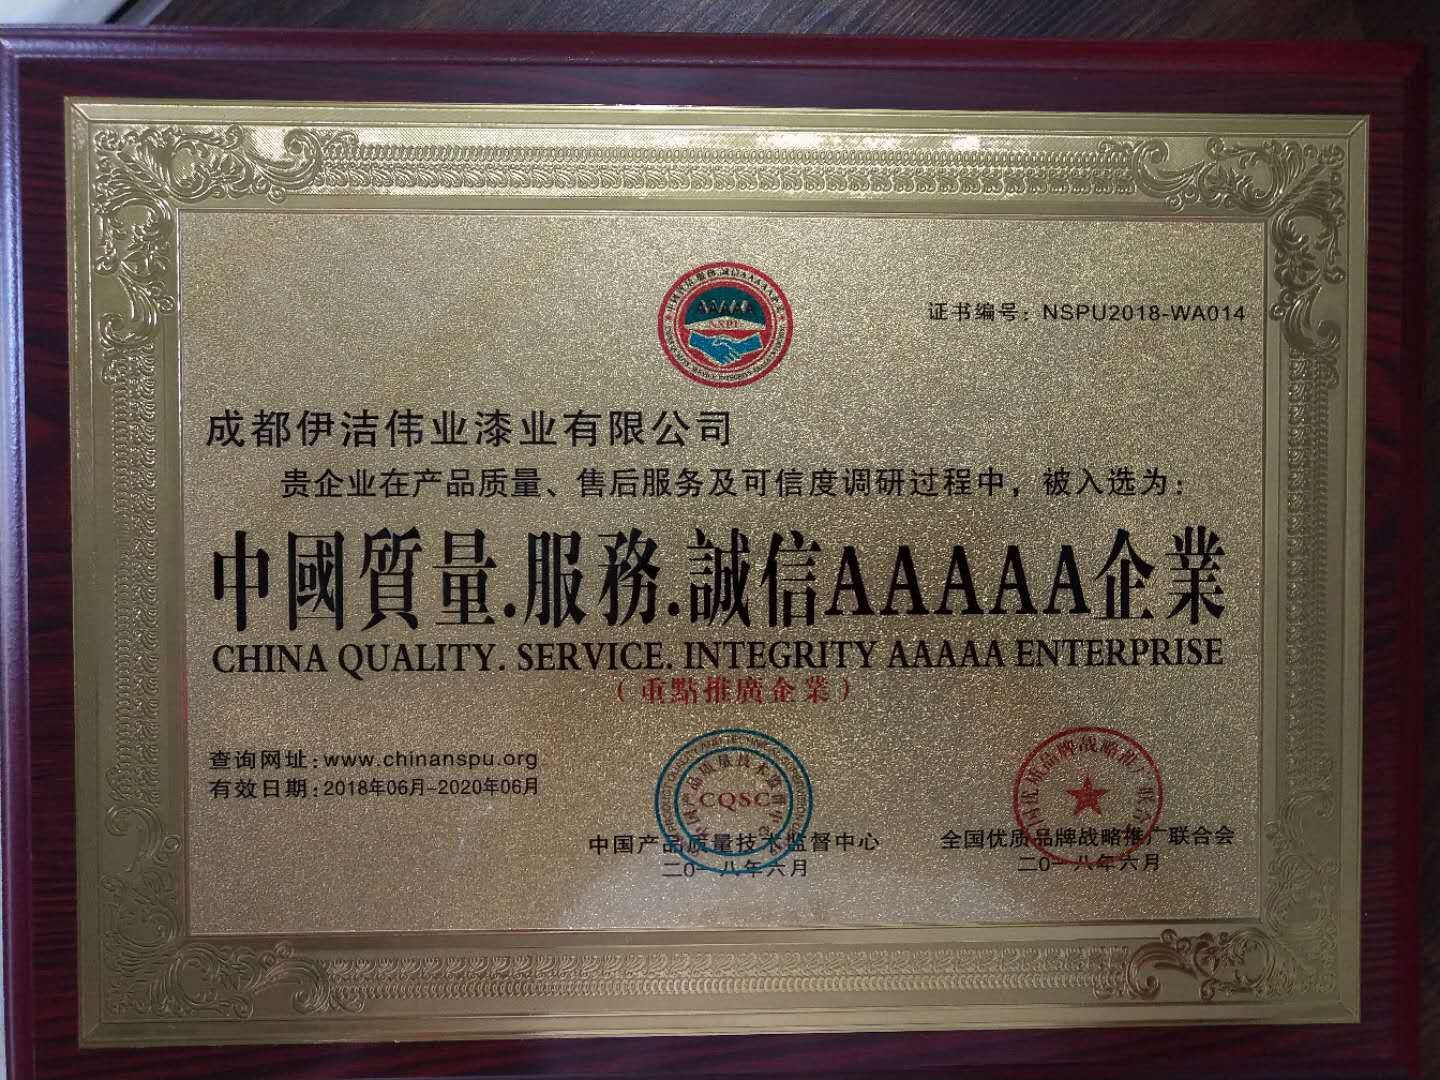 AAAAA
NSPU
证书编号：NSPU2018-WA014
成都伊洁伟业漆业有限公司
贵企业在产品质量、售后服务及可信度调研过程中，被入选为：
中國質量.服務.誠信AAAAA企業
CHINA QUALITY. SERVICE. INTEGRITY AAAAA ENTERPRISE
（重點推廣企業）
查询网址：www.chinanspu.org
有效日期：2018年06月-2020年06月
CQSC
中国产品质量技术监督中心
二0一八年六月
全国优质品牌战略推广联合会
二0一八年六月